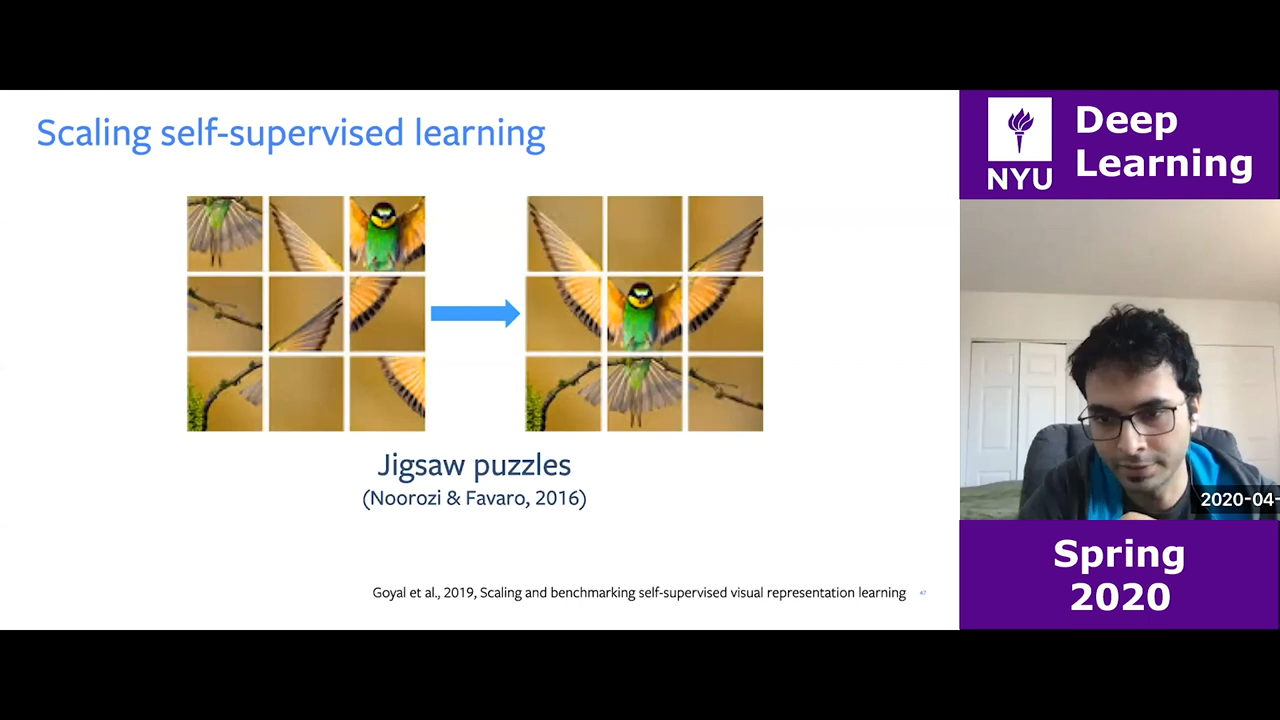 Scaling self-supervised learning
Jigsaw puzzles
(Noorozi & Favaro, 2016)
Goyal et al., 2019, Scaling and benchmarking self-supervised visual representation learning
47
NYU
Deep
Learning
2020-04-
Spring
2020